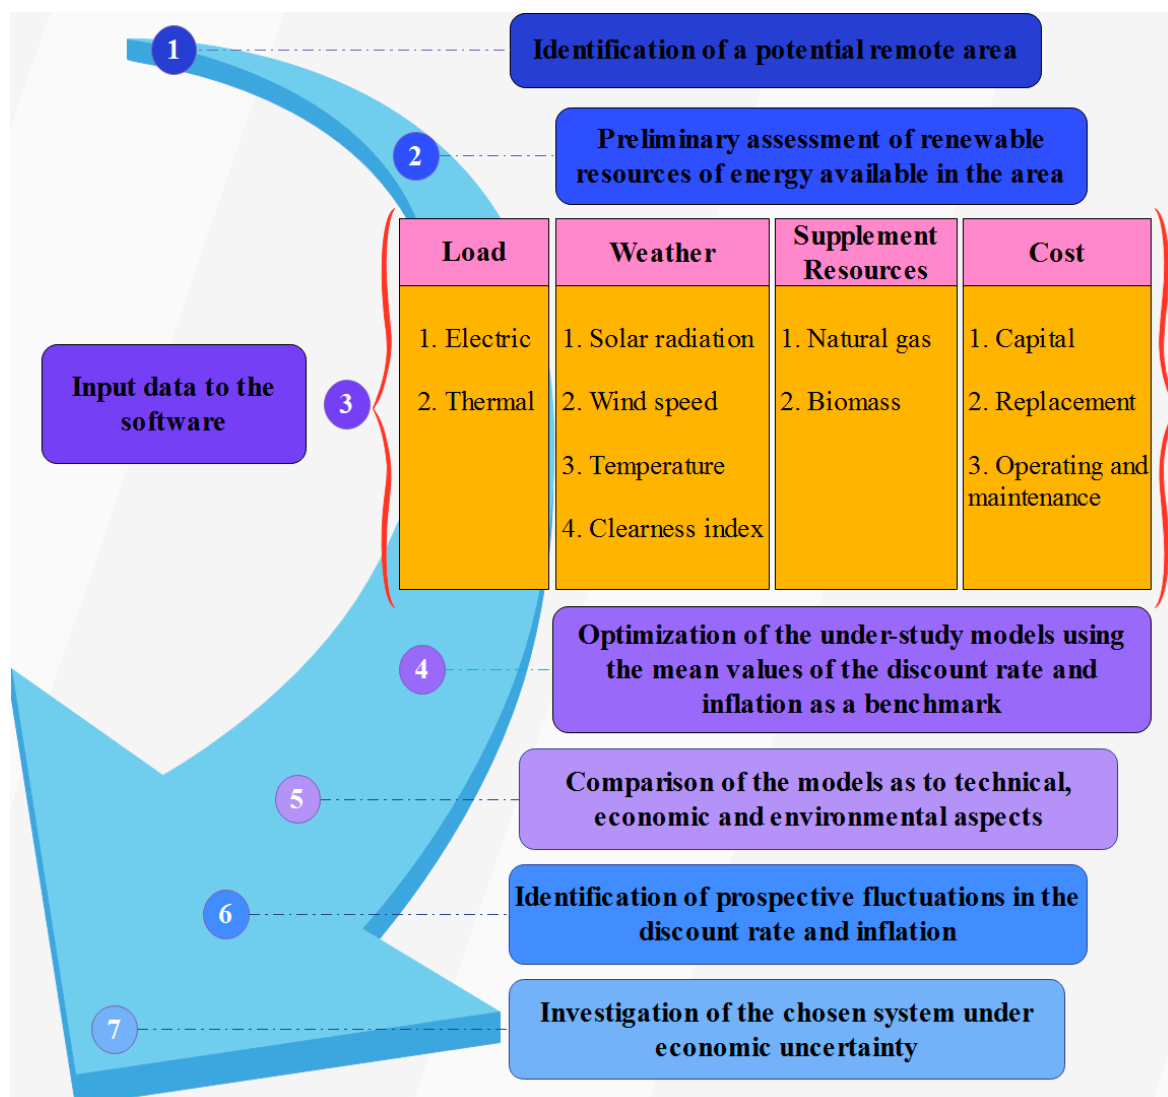 1
Identification of a potential remote area
2
Preliminary assessment of renewable
resources of energy available in the area
Input data to the
software
3
Load
1. Electric
2. Thermal
Weather
1. Solar radiation
2. Wind speed
3. Temperature
4. Clearness index
Supplement
Resources
1. Natural gas
2. Biomass
Cost
1. Capital
2. Replacement
3. Operating and
maintenance
4
Optimization of the under-study models using
the mean values of the discount rate and
inflation as a benchmark
5
Comparison of the models as to technical,
economic and environmental aspects
6
Identification of prospective fluctuations in the
discount rate and inflation
7
Investigation of the chosen system under
economic uncertainty